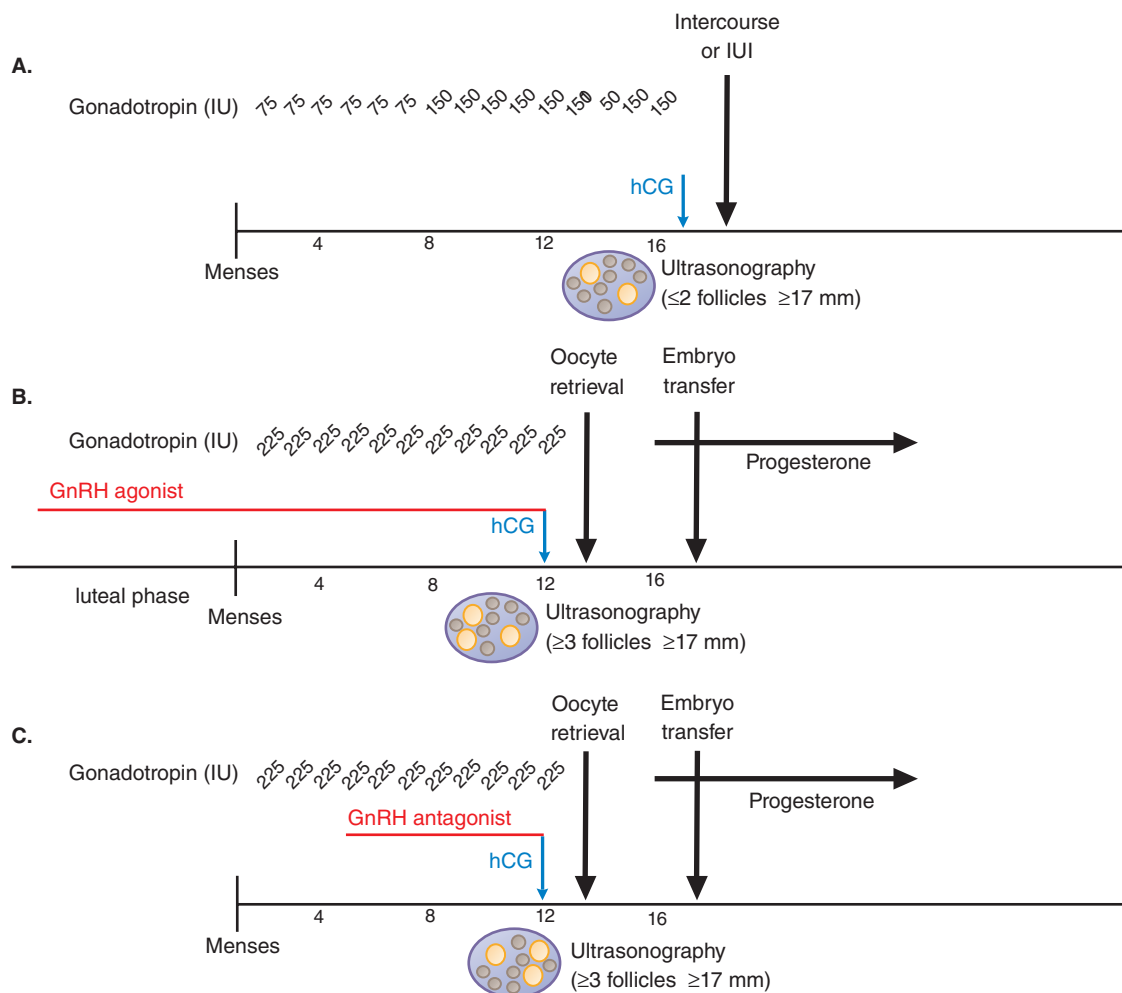 A.
Intercourse
or IUI
Gonadotropin (IU) 75 75 75 75 75 75 150 150 150 150 150 150 50 150 150
hCG
4 8 12 16
Menses
Ultrasonography
(≤2 follicles ≥17 mm)
B.
Oocyte
retrieval
Embryo
transfer
Gonadotropin (IU) 225 225 225 225 225 225 225 225 225 225 225
Progesterone
GnRH agonist
hCG
4 8 12 16
luteal phase
Menses
Ultrasonography
(≥3 follicles ≥17 mm)
C.
Oocyte
retrieval
Embryo
transfer
Gonadotropin (IU) 225 225 225 225 225 225 225 225 225 225 225
Progesterone
GnRH antagonist
hCG
4 8 12 16
Menses
Ultrasonography
(≥3 follicles ≥17 mm)